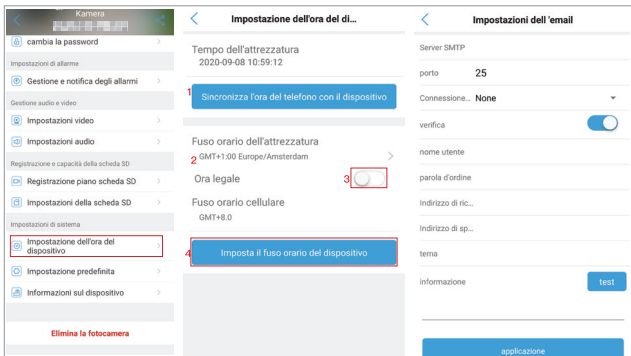 Kamera
cambia la password
Impostazioni di allarme
Gestione e notifica degli allarmi
Gestione audio e video
Impostazioni video
Impostazioni audio
Registrazione e capacità della scheda SD
Registrazione piano scheda SD
Impostazioni della scheda SD
Impostazioni di sistema
Impostazione dell'ora del
dispositivo
Impostazione predefinita
Informazioni sul dispositivo
Elimina la fotocamera
Impostazione dell'ora del di...
Tempo dell'attrezzatura
2020-09-08 10:59:12
1 Sincronizza l'ora del telefono con il dispositivo
Fuso orario dell'attrezzatura
2 GMT+1:00 Europe/Amsterdam
Ora legale 3
Fuso orario cellulare
GMT+8.0
4 Imposta il fuso orario del dispositivo
Impostazioni dell 'email
Server SMTP
porto 25
Connessione... None
verifica
nome utente
parola d'ordine
Indirizzo di ric...
Indirizzo di sp...
tema
informazione test
applicazione